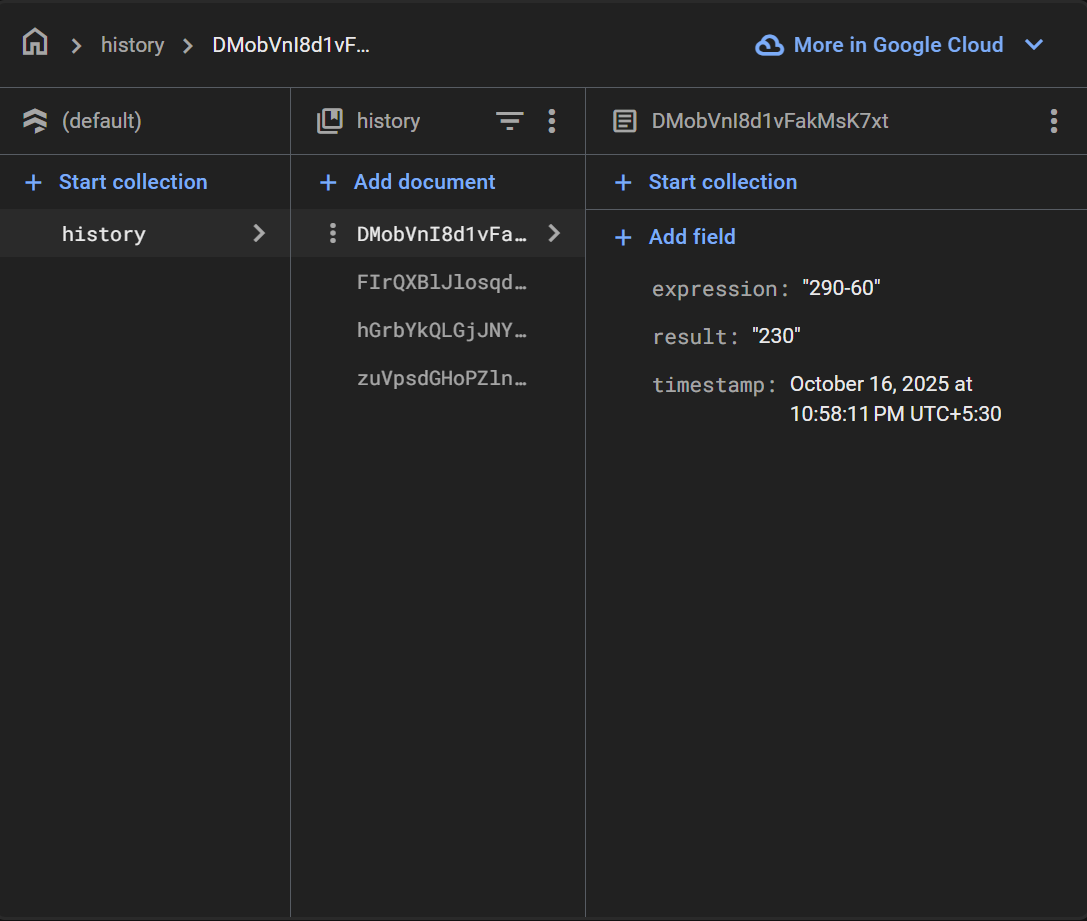 history
DMobVnI8d1vF...
More in Google Cloud
(default)
history
DMobVnI8d1vFakMsK7xt
+ Start collection
+ Add document
+ Start collection
history
DMobVnI8d1vFa...
+ Add field
FIrQXBlJlosqd...
expression: "290-60"
hGrbYkQLGjJNY...
result: "230"
zuVpsdGHoPZln...
timestamp: October 16, 2025 at
10:58:11 PM UTC+5:30